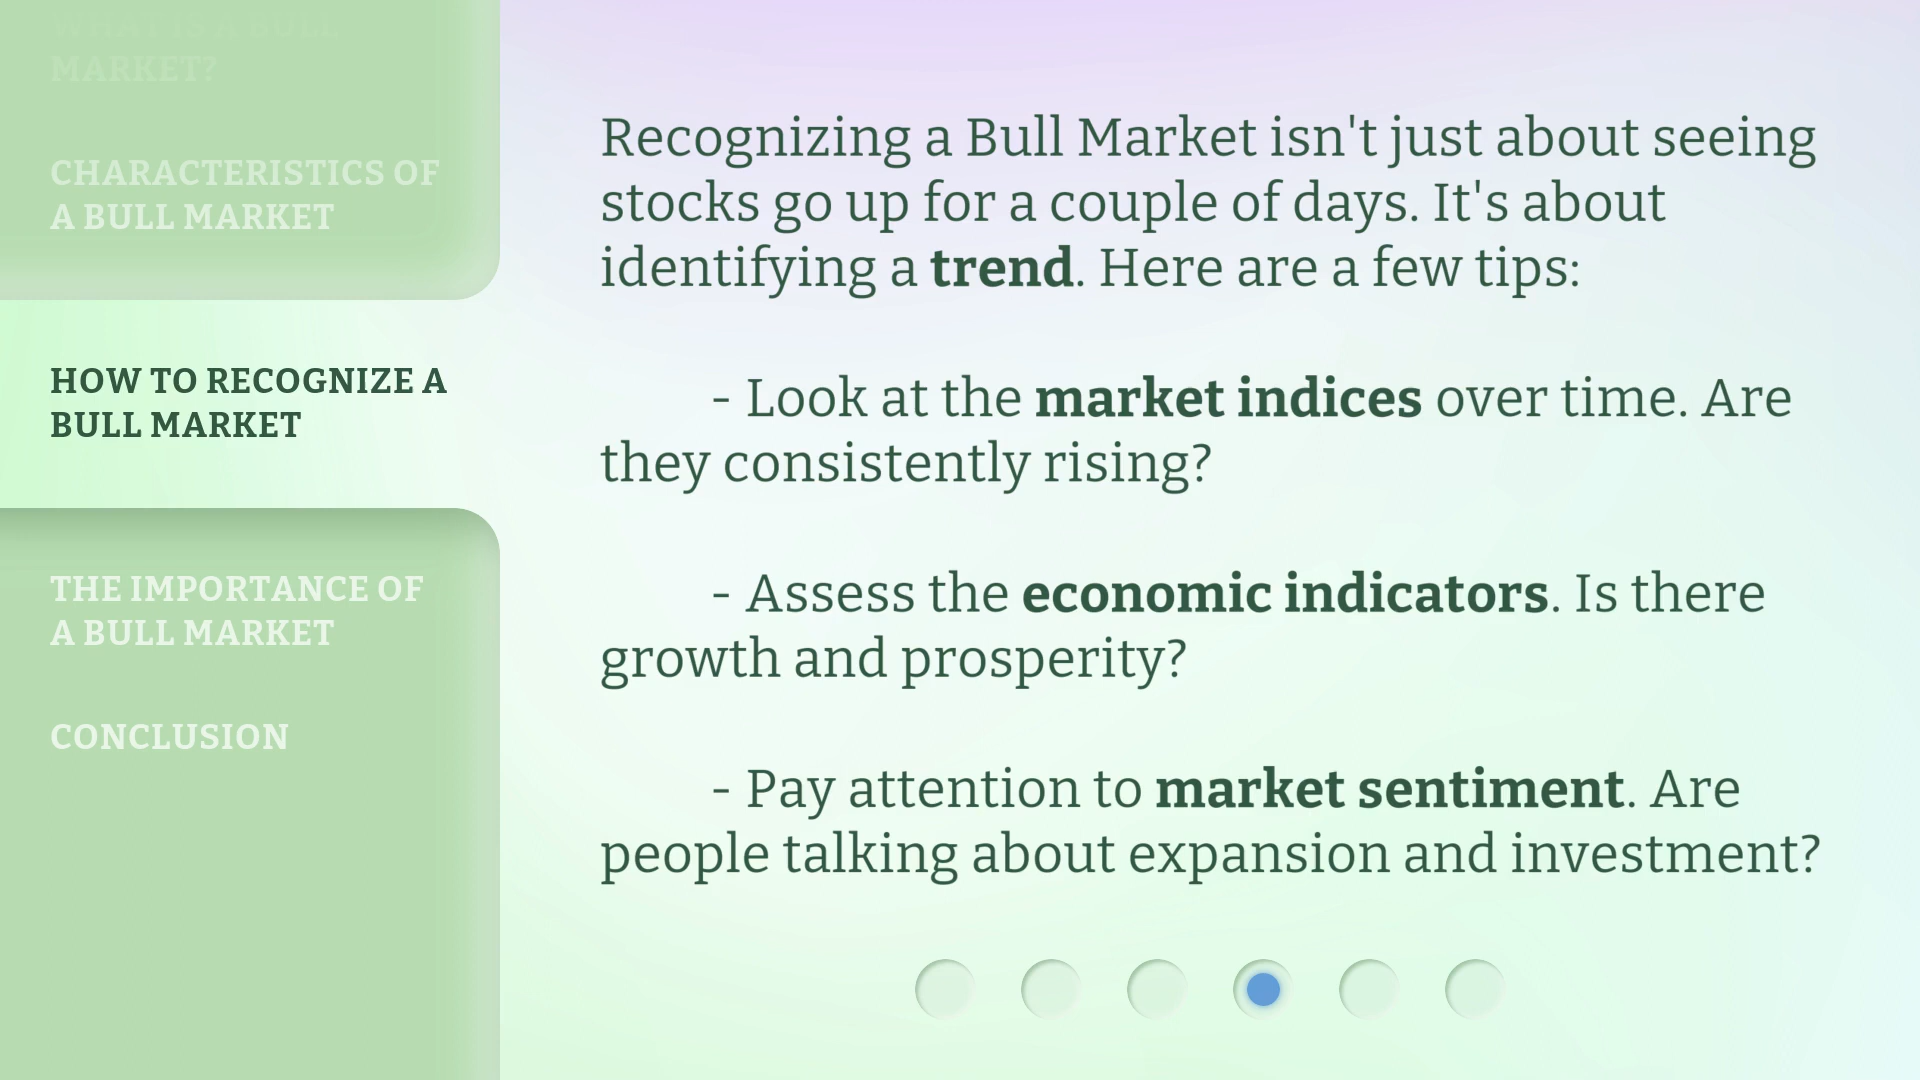 WHAT IS A BULL
MARKET?
CHARACTERISTICS OF
A BULL MARKET
HOW TO RECOGNIZE A
BULL MARKET
THE IMPORTANCE OF
A BULL MARKET
CONCLUSION
Recognizing a Bull Market isn't just about seeing
stocks go up for a couple of days. It's about
identifying a trend. Here are a few tips:
- Look at the market indices over time. Are
they consistently rising?
- Assess the economic indicators. Is there
growth and prosperity?
- Pay attention to market sentiment. Are
people talking about expansion and investment?